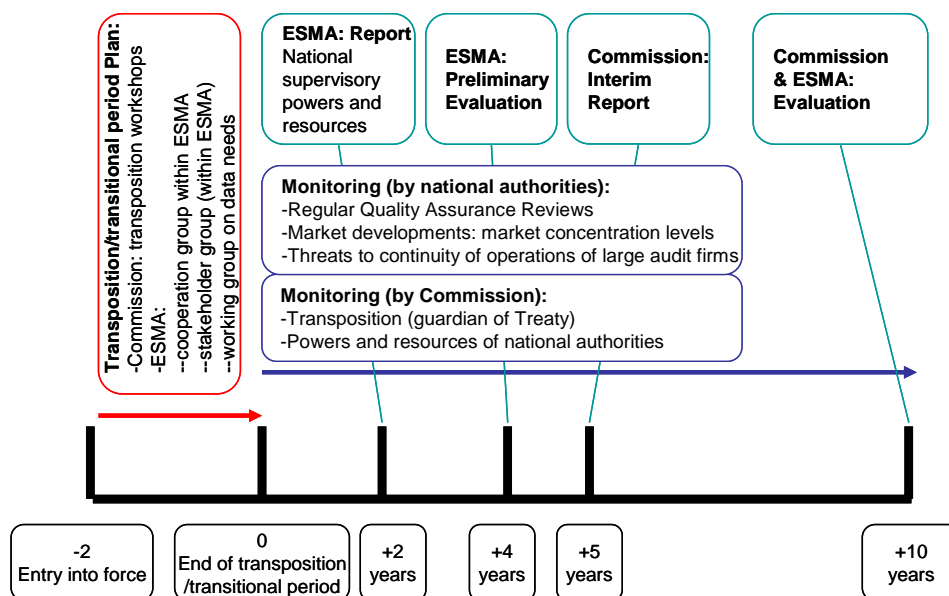 Transposition/transitional period Plan:
-Commission: transposition workshops
-ESMA:
--cooperation group within ESMA
--stakeholder group (within ESMA)
--working group on data needs
ESMA: Report
National
supervisory
powers and
resources
ESMA:
Preliminary
Evaluation
Commission:
Interim
Report
Commission
& ESMA:
Evaluation
Monitoring (by national authorities):
-Regular Quality Assurance Reviews
-Market developments: market concentration levels
-Threats to continuity of operations of large audit firms
Monitoring (by Commission):
-Transposition (guardian of Treaty)
-Powers and resources of national authorities
-2
Entry into force
0
End of transposition
/transitional period
+2
years
+4
years
+5
years
+10
years